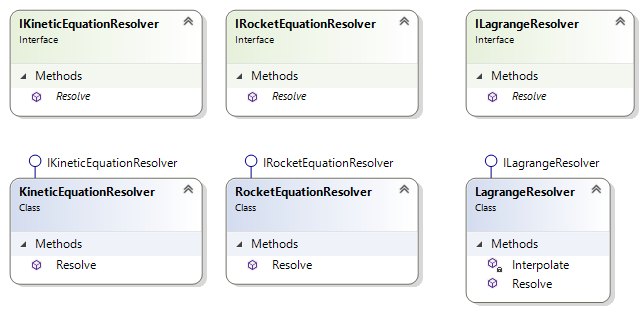 IKineticEquationResolver
Interface
Methods
Resolve
IRocketEquationResolver
Interface
Methods
Resolve
ILagrangeResolver
Interface
Methods
Resolve
IKineticEquationResolver
KineticEquationResolver
Class
Methods
Resolve
IRocketEquationResolver
RocketEquationResolver
Class
Methods
Resolve
ILagrangeResolver
LagrangeResolver
Class
Methods
Interpolate
Resolve